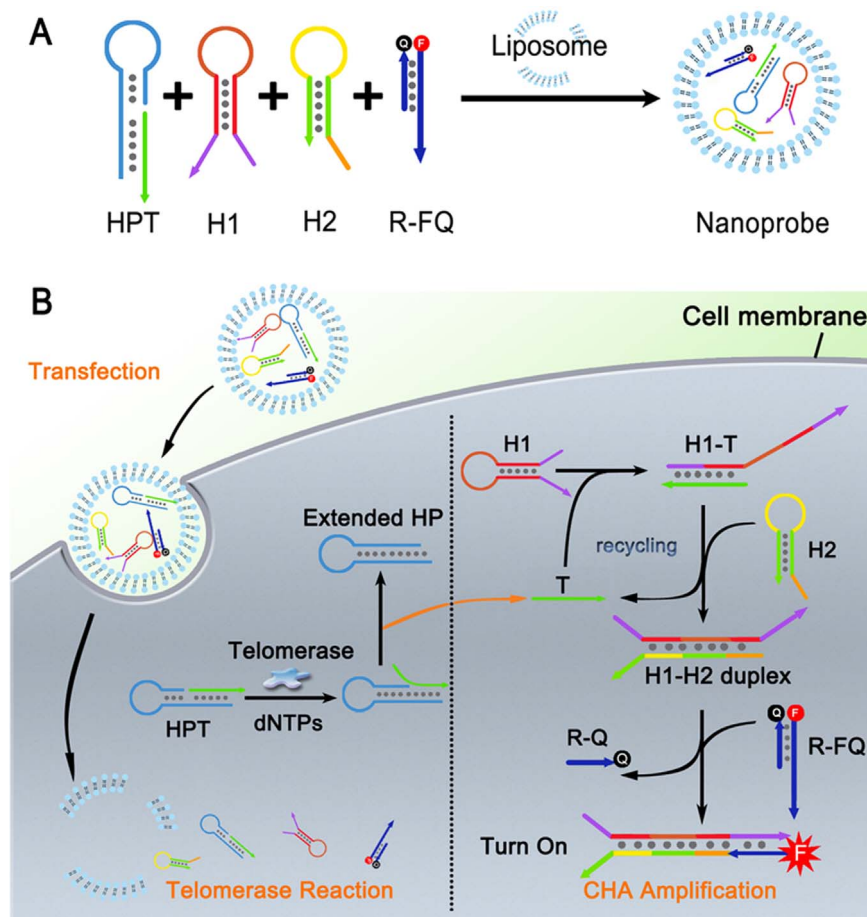 A
Q F
Liposome
HPT
H1
H2
R-FQ
Nanoprobe
Q
F
B
Cell membrane
Transfection
Q
F
F Q
H1
H1-T
Extended HP
recycling
H2
T
Telomerase
H1-H2 duplex
HPT
dNTPs
Q F
R-Q Q
R-FQ
Turn On
F
Telomerase Reaction
CHA Amplification